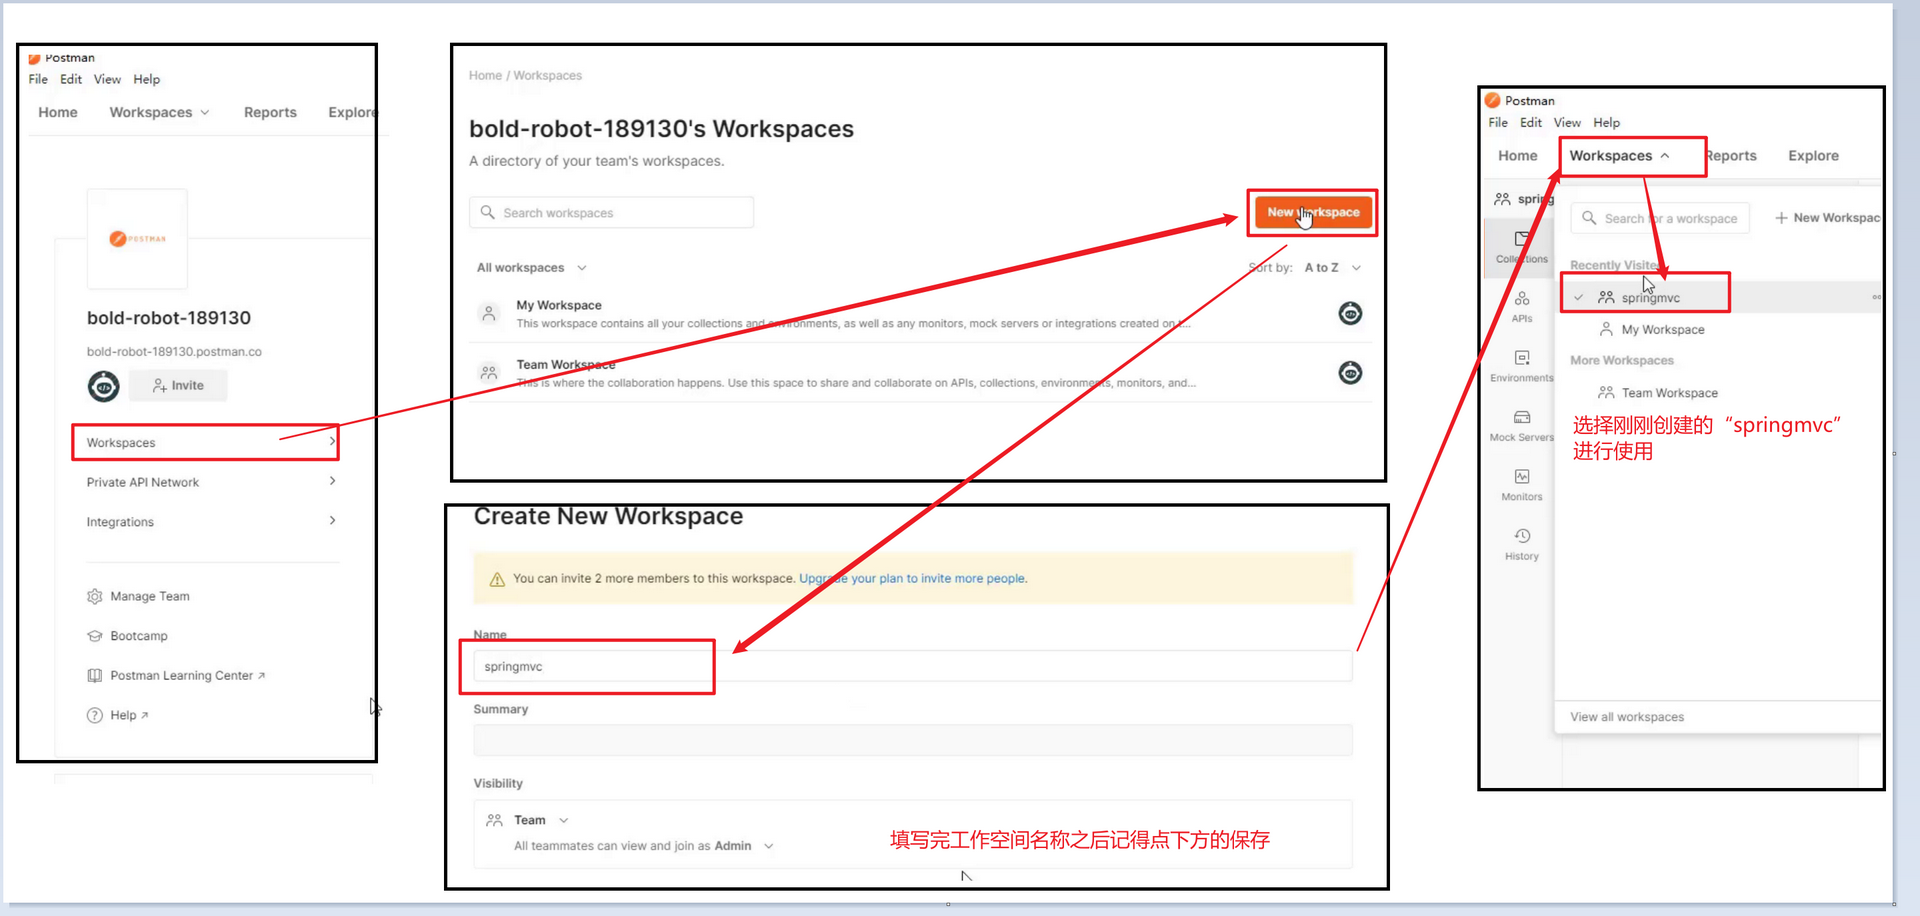 Postman
File Edit View Help
Home Workspaces Reports Explore
POSTMAN
bold-robot-189130
bold-robot-189130.postman.co
Invite
Workspaces
Private API Network
Integrations
Manage Team
Bootcamp
Postman Learning Center
Help
Home / Workspaces
bold-robot-189130's Workspaces
A directory of your team's workspaces.
Search workspaces
New Workspace
All workspaces
Sort by: A to Z
My Workspace
This workspace contains all your collections and environments, as well as any monitors, mock servers or integrations created on t...
Team Workspace
This is where the collaboration happens. Use this space to share and collaborate on APIs, collections, environments, monitors, and...
Create New Workspace
You can invite 2 more members to this workspace. Upgrade your plan to invite more people.
Name
springmvc
Summary
Visibility
Team
All teammates can view and join as Admin
填写完工作空间名称之后记得点下方的保存
Postman
File Edit View Help
Home Workspaces Reports Explore
spring
Search for a workspace
New Workspac
Collections
Recently Visite
springmvc
APIs
My Workspace
More Workspaces
Environments
Team Workspace
选择刚刚创建的“springmvc”
进行使用
Mock Servers
Monitors
History
View all workspaces